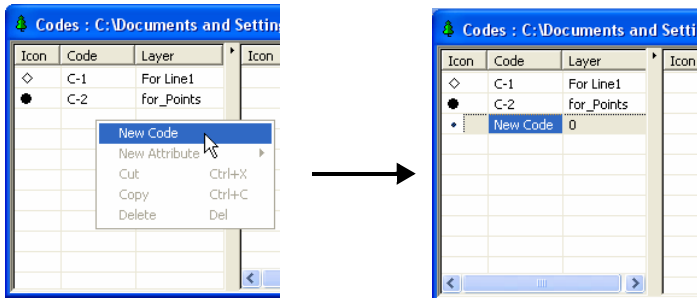 Codes : C:\Documents and Settin
Icon Code Layer Icon
C-1 For Line1
C-2 for_Points
New Code
New Attribute
Cut Ctrl+X
Copy Ctrl+C
Delete Del
Codes : C:\Documents and Setti
Icon Code Layer Icon
C-1 For Line1
C-2 for_Points
New Code 0